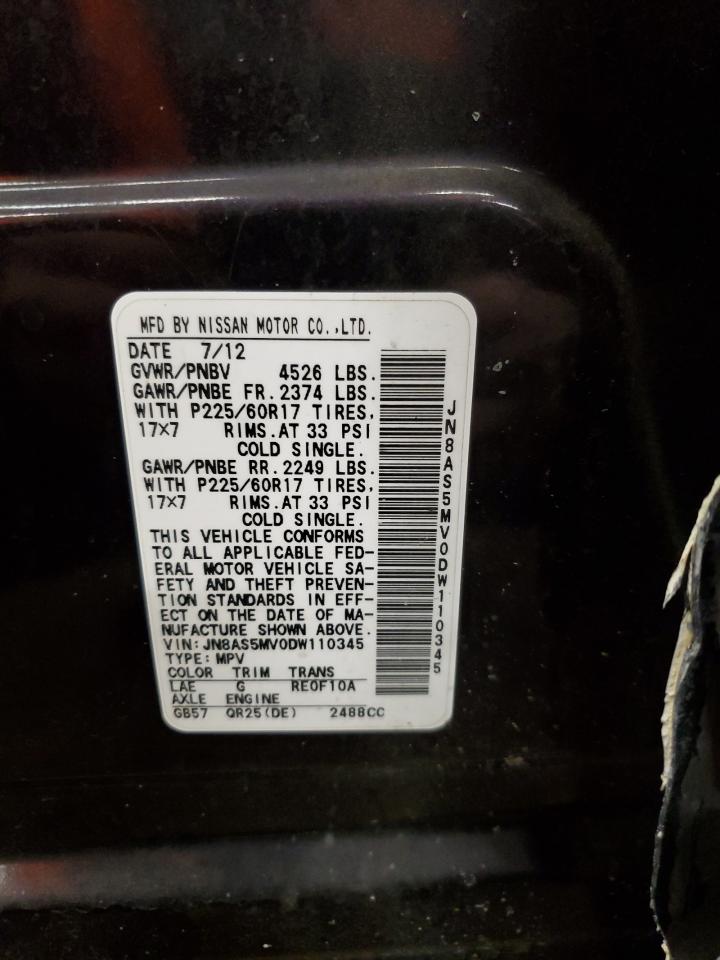 MFD BY NISSAN MOTOR CO.,LTD.
DATE 7/12
GVWR/PNBV 4526 LBS.
GAWR/PNBE FR. 2374 LBS.
WITH P225/60R17 TIRES,
17×7 RIMS. AT 33 PSI
COLD SINGLE.
GAWR/PNBE RR. 2249 LBS.
WITH P225/60R17 TIRES,
17×7 RIMS. AT 33 PSI
COLD SINGLE.
THIS VEHICLE CONFORMS
TO ALL APPLICABLE FED-
ERAL MOTOR VEHICLE SA-
FETY AND THEFT PREVEN-
TION STANDARDS IN EFF-
ECT ON THE DATE OF MA-
NUFACTURE SHOWN ABOVE.
VIN: JN8AS5MV0DW110345
TYPE: MPV
COLOR TRIM TRANS
LAE G RE0F10A
AXLE ENGINE
GB57 QR25(DE) 2488CC
JN8AS5MV0DW110345